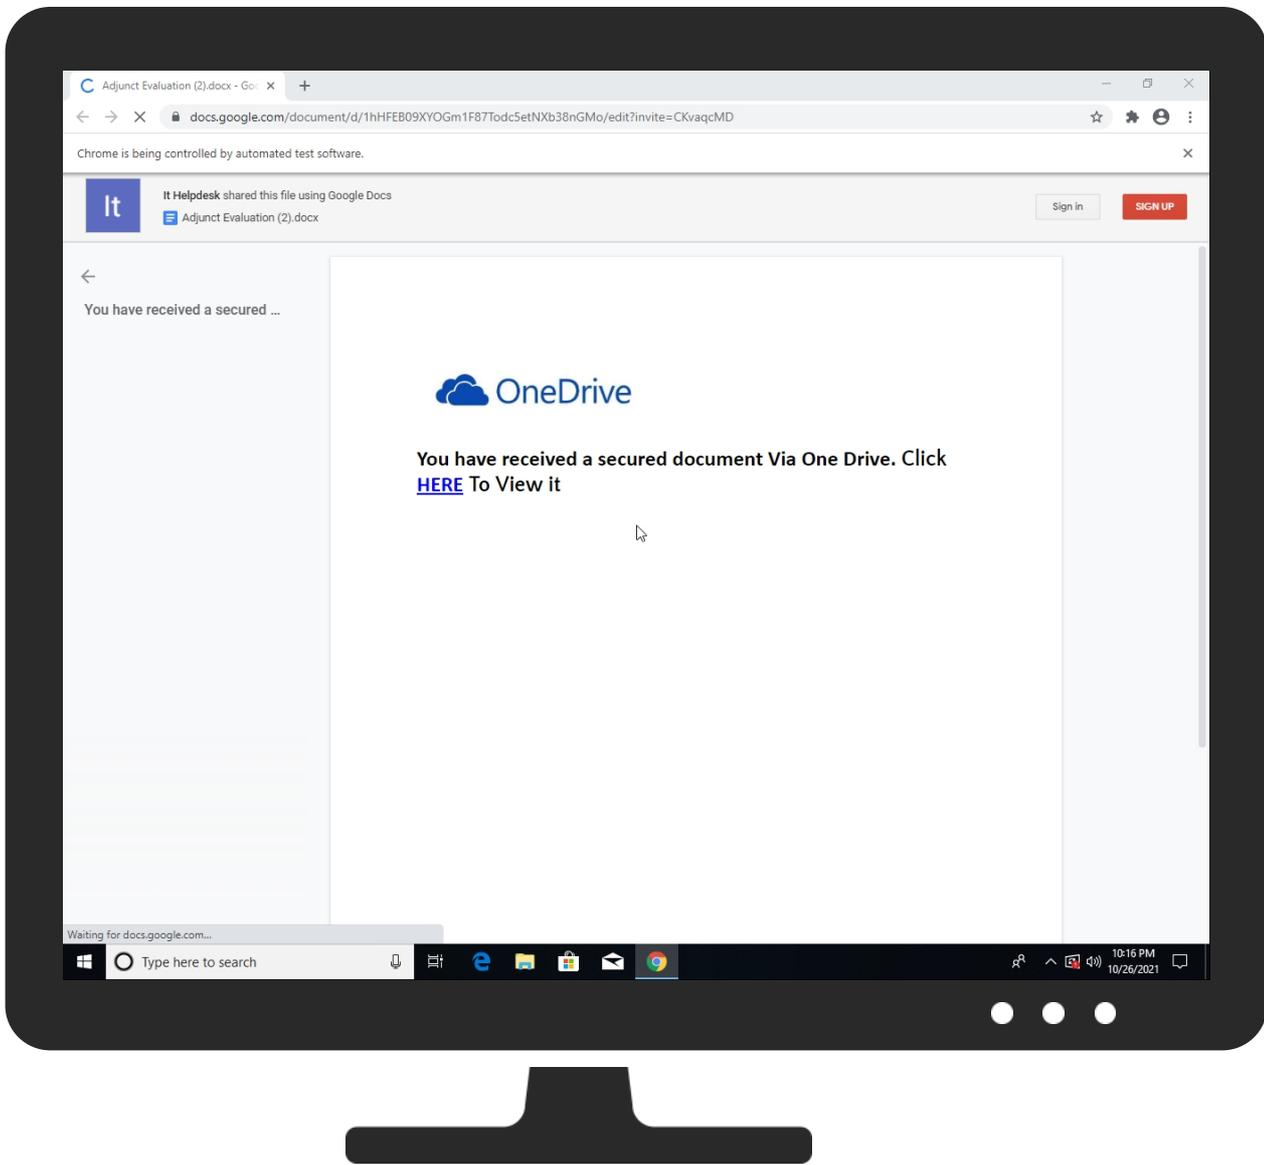 Adjunct Evaluation (2).docx - Goo
docs.google.com/document/d/1hHFEB09XYOGm1F87Todc5etNXb38nGMo/edit?invite=CKvaqcMD
Chrome is being controlled by automated test software.
It
It Helpdesk shared this file using Google Docs
Adjunct Evaluation (2).docx
Sign in
SIGN UP
You have received a secured ...
OneDrive
You have received a secured document Via One Drive. Click
HERE To View it
Waiting for docs.google.com...
Type here to search
10:16 PM
10/26/2021